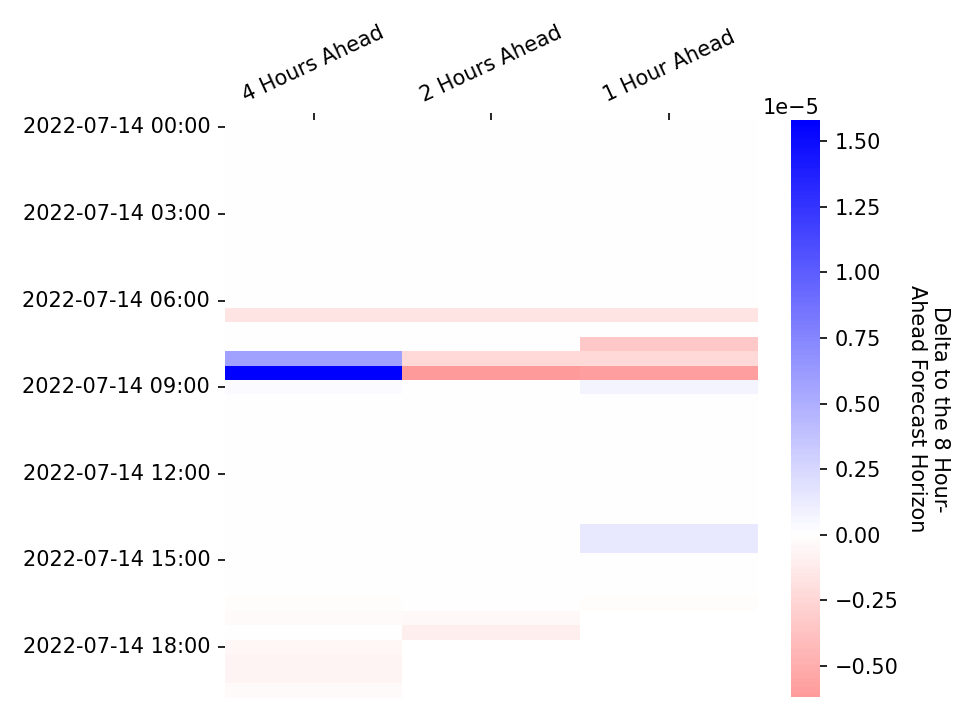 4 Hours Ahead
2 Hours Ahead
1 Hour Ahead
1e−5
2022-07-14 00:00
2022-07-14 03:00
2022-07-14 06:00
2022-07-14 09:00
2022-07-14 12:00
2022-07-14 15:00
2022-07-14 18:00
1.50
1.25
1.00
0.75
0.50
0.25
0.00
−0.25
−0.50
Delta to the 8 Hour-
Ahead Forecast Horizon